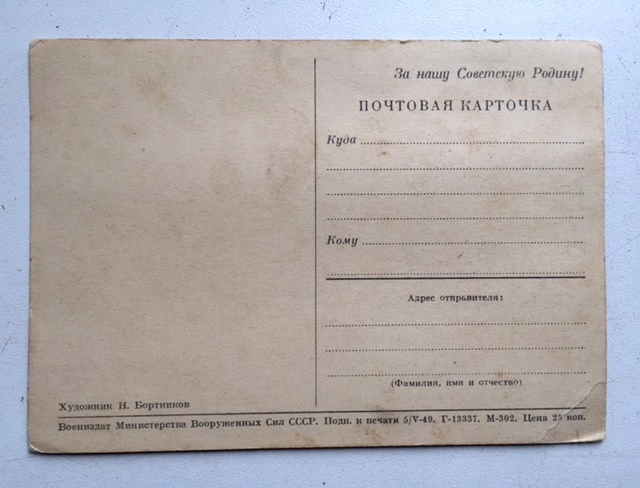 За нашу Советскую Родину!
ПОЧТОВАЯ КАРТОЧКА
Куда
Кому
Адрес отправителя:
(Фамилия, имя и отчество)
Художник Н. Бортников
Воениздат Министерства Вооруженных Сил СССР. Подп. к печати 5/V-49. Г-13337. М-302. Цена 25 коп.